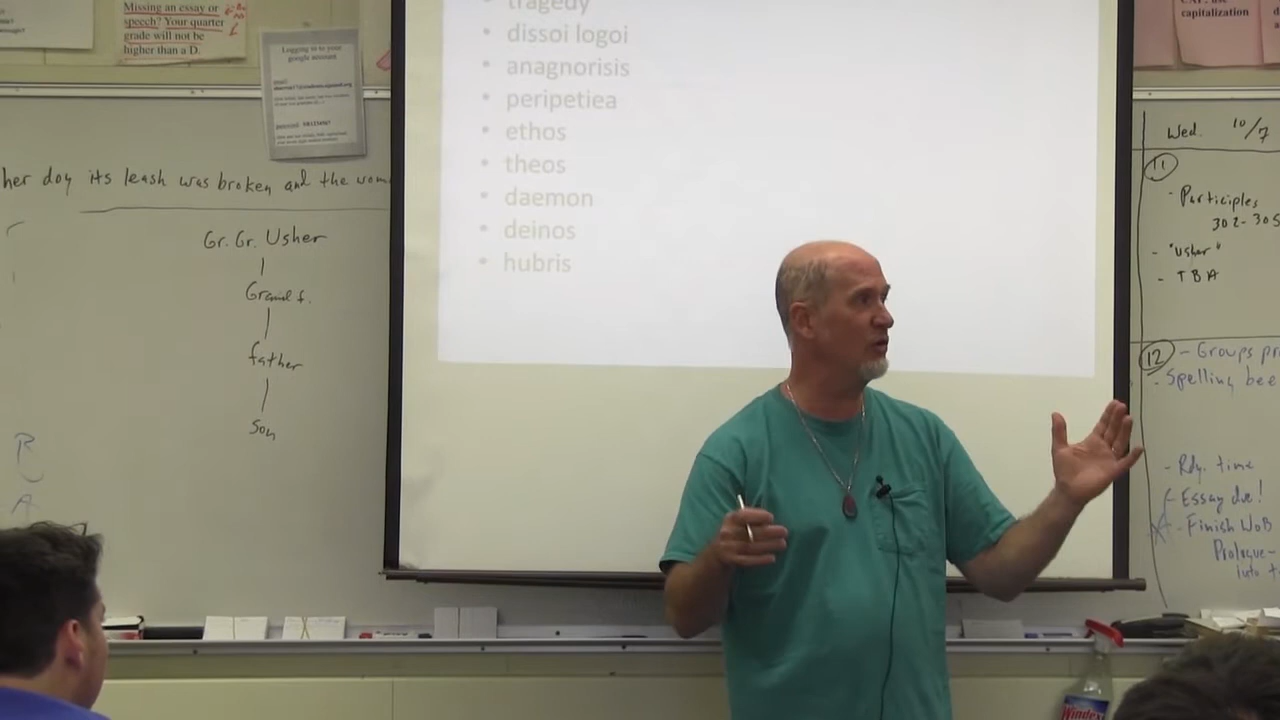 Missing an essay or
speech? Your quarter
grade will not be
higher than a D.
Logging in to your
google account
capitalization
• tragedy
• dissoi logoi
• anagnorisis
• peripetiea
• ethos
• theos
• daemon
• deinos
• hubris
her dog its leash was broken and the wom
Gr. Gr. Usher
Grand f.
father
Son
Wed. 10/7
11
- Participles
302-305
- "Usher"
- TBA
12 - Groups pr
- Spelling bee
- Rdg. time
- Essay due!
- Finish WoB
Prologue-
into
Windex